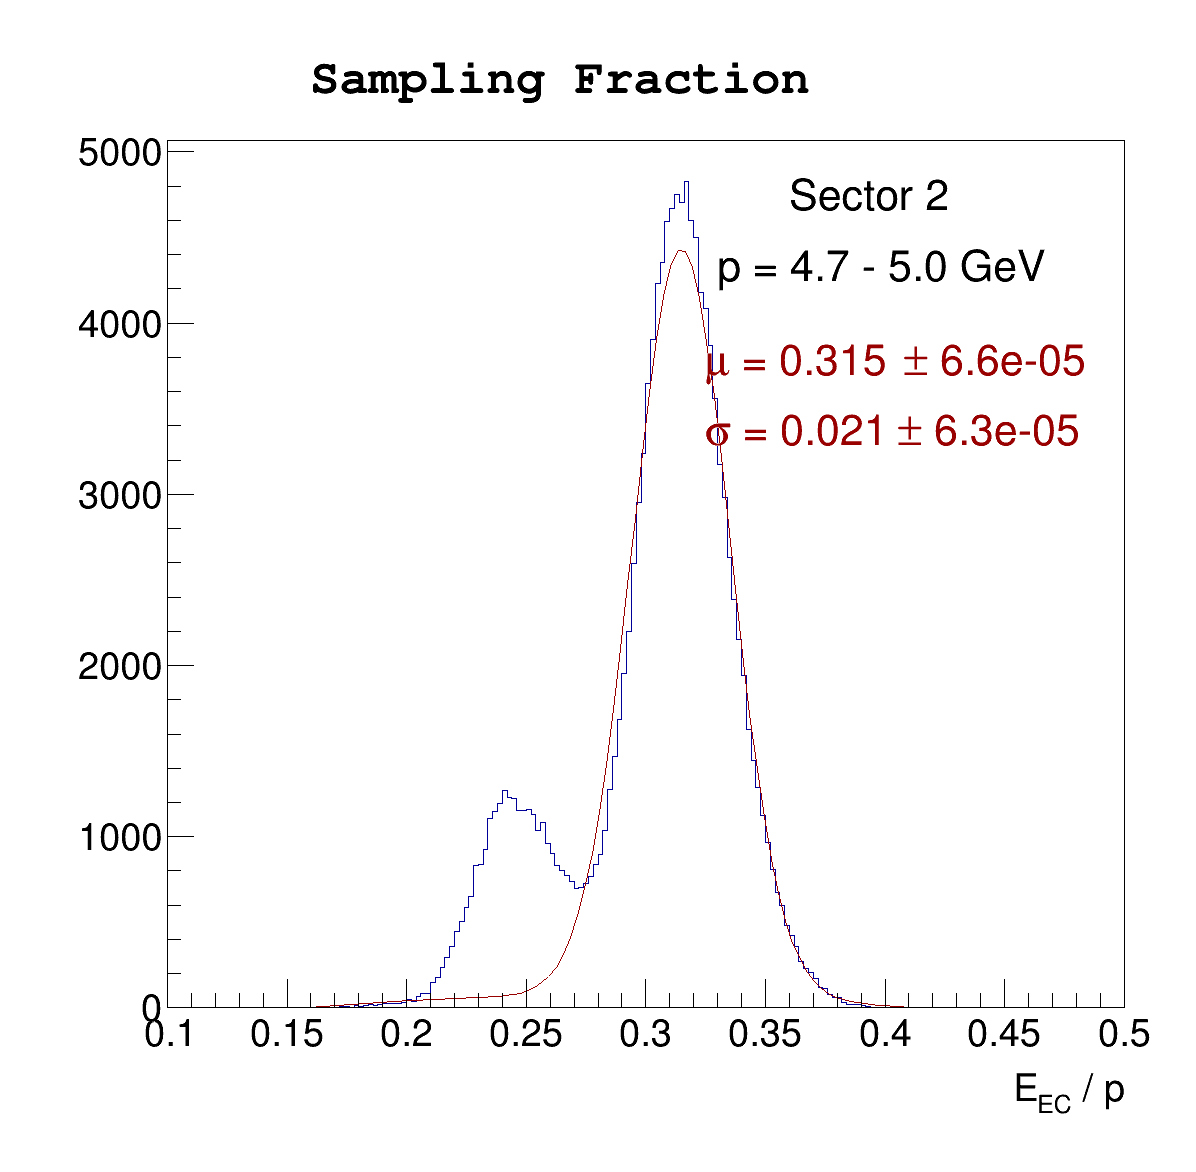 Sampling Fraction
5000
Sector 2
p = 4.7 - 5.0 GeV
4000
μ = 0.315 ± 6.6e-05
σ = 0.021 ± 6.3e-05
3000
2000
1000
0
0.1 0.15 0.2 0.25 0.3 0.35 0.4 0.45 0.5
E_EC / p